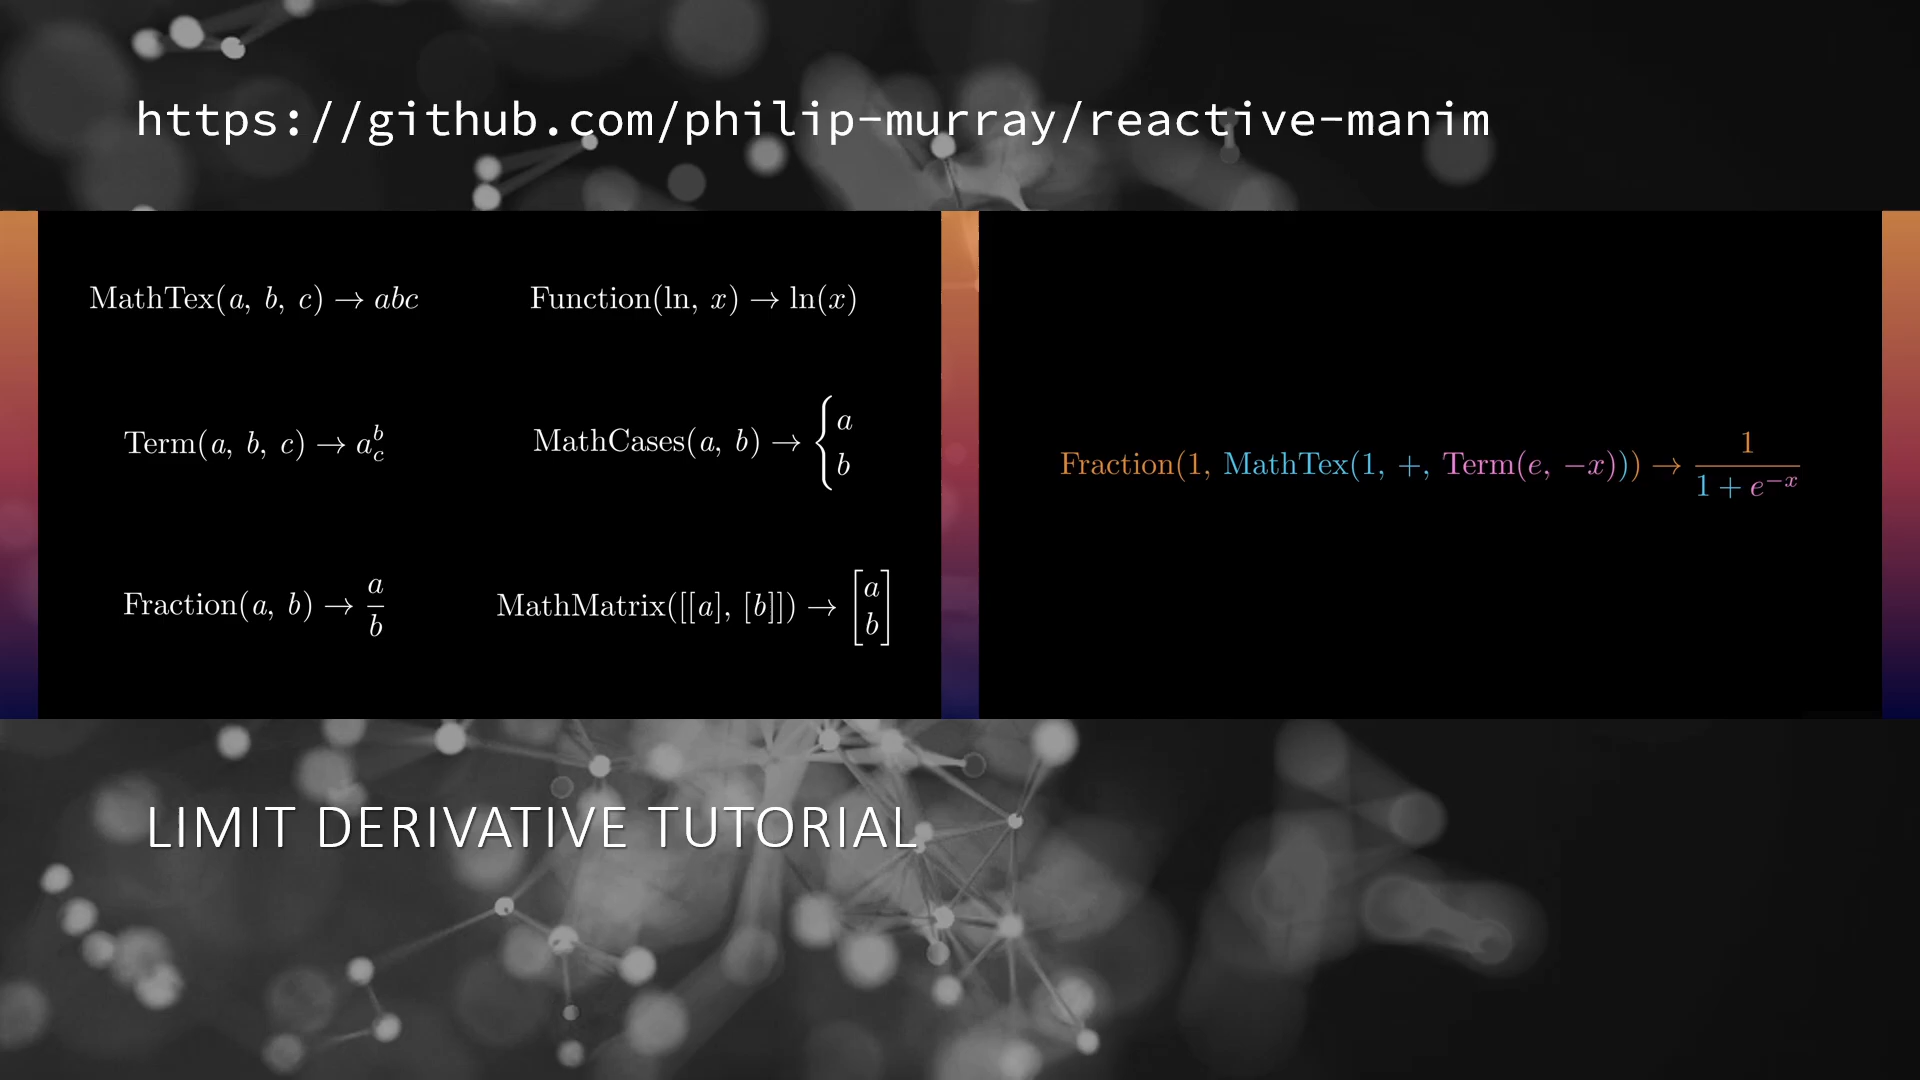 https://github.com/philip-murray/reactive-manim
MathTex(a, b, c) → abc
Function(ln, x) → ln(x)
Term(a, b, c) → a_c^b
MathCases(a, b) → { a
b
Fraction(a, b) → a/b
MathMatrix([[a], [b]]) → [a
b]
Fraction(1, MathTex(1, +, Term(e, −x))) → 1/(1 + e^{−x})
LIMIT DERIVATIVE TUTORIAL